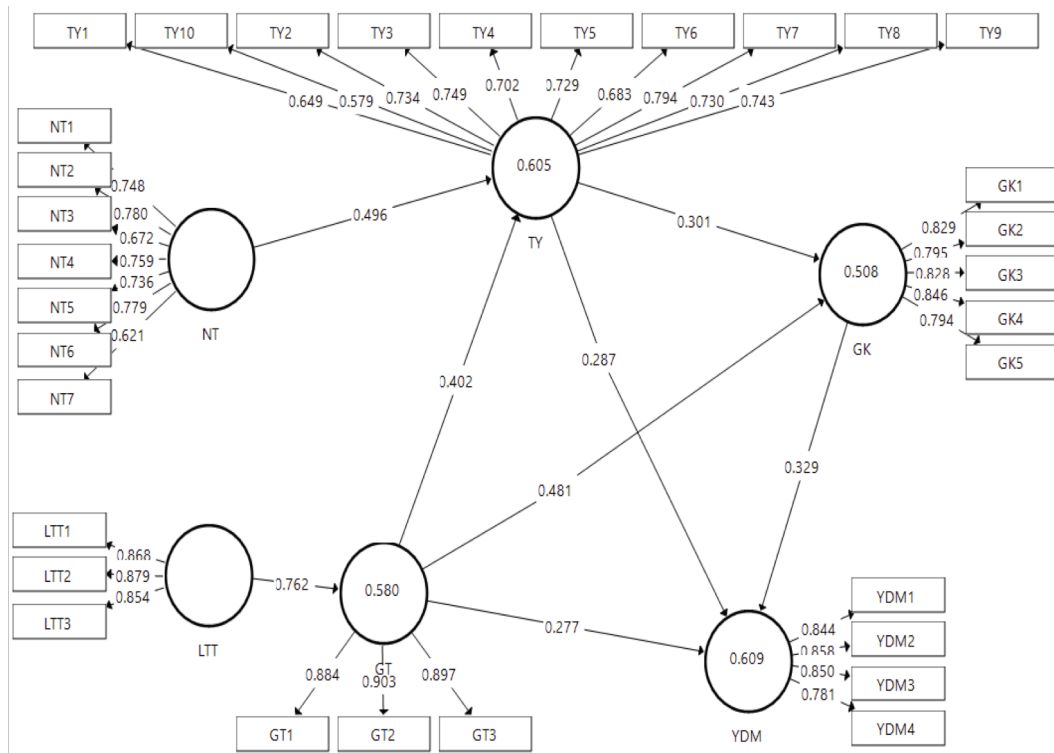 TY1 TY10 TY2 TY3 TY4 TY5 TY6 TY7 TY8 TY9
0.649 0.579 0.734 0.749 0.702 0.729 0.683 0.794 0.730 0.743
NT1
NT2
NT3
NT4
NT5
NT6
NT7
0.748
0.780
0.672
0.759
0.736
0.779
0.621
NT
0.496
0.605
TY
0.301
0.402
0.287
0.481
0.508
GK
0.829
0.795
0.828
0.846
0.794
GK1
GK2
GK3
GK4
GK5
0.329
LTT1
LTT2
LTT3
0.868
0.879
0.854
LTT
0.762
0.580
GT
0.277
0.884 0.903 0.897
GT1 GT2 GT3
0.609
YDM
0.844
0.858
0.850
0.781
YDM1
YDM2
YDM3
YDM4